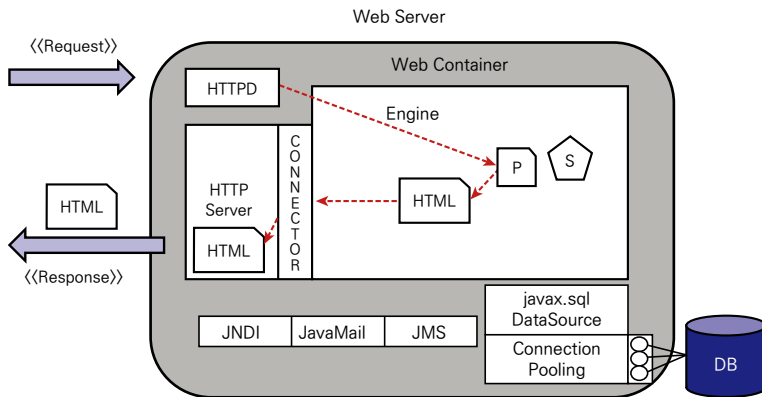 Web Server
⟨⟨Request⟩⟩
Web Container
HTTPD
Engine
CONNECTOR
P
S
HTML
HTTP
Server
HTML
HTML
⟨⟨Response⟩⟩
javax.sql
DataSource
JNDI
JavaMail
JMS
Connection
Pooling
DB